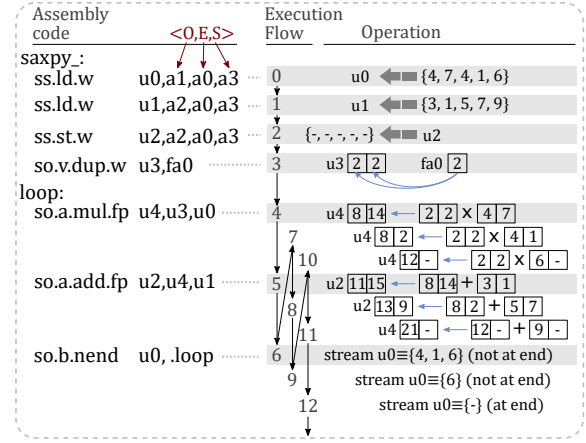 Assembly code <O,E,S> Execution Flow Operation
saxpy_:
ss.ld.w u0,a1,a0,a3 0 u0 {4, 7, 4, 1, 6}
ss.ld.w u1,a2,a0,a3 1 u1 {3, 1, 5, 7, 9}
ss.st.w u2,a2,a0,a3 2 {-, -, -, -, -} u2
so.v.dup.w u3,fa0 3 u3 2 2 fa0 2
loop:
so.a.mul.fp u4,u3,u0 4 u4 8 14 2 2 x 4 7
7 u4 8 2 2 2 x 4 1
10 u4 12 - 2 2 x 6 -
so.a.add.fp u2,u4,u1 5 u2 11 15 8 14 + 3 1
8 u2 13 9 8 2 + 5 7
11 u4 21 - 12 - + 9 -
so.b.nend u0, .loop 6 stream u0≡{4, 1, 6} (not at end)
9 stream u0≡{6} (not at end)
12 stream u0≡{-} (at end)